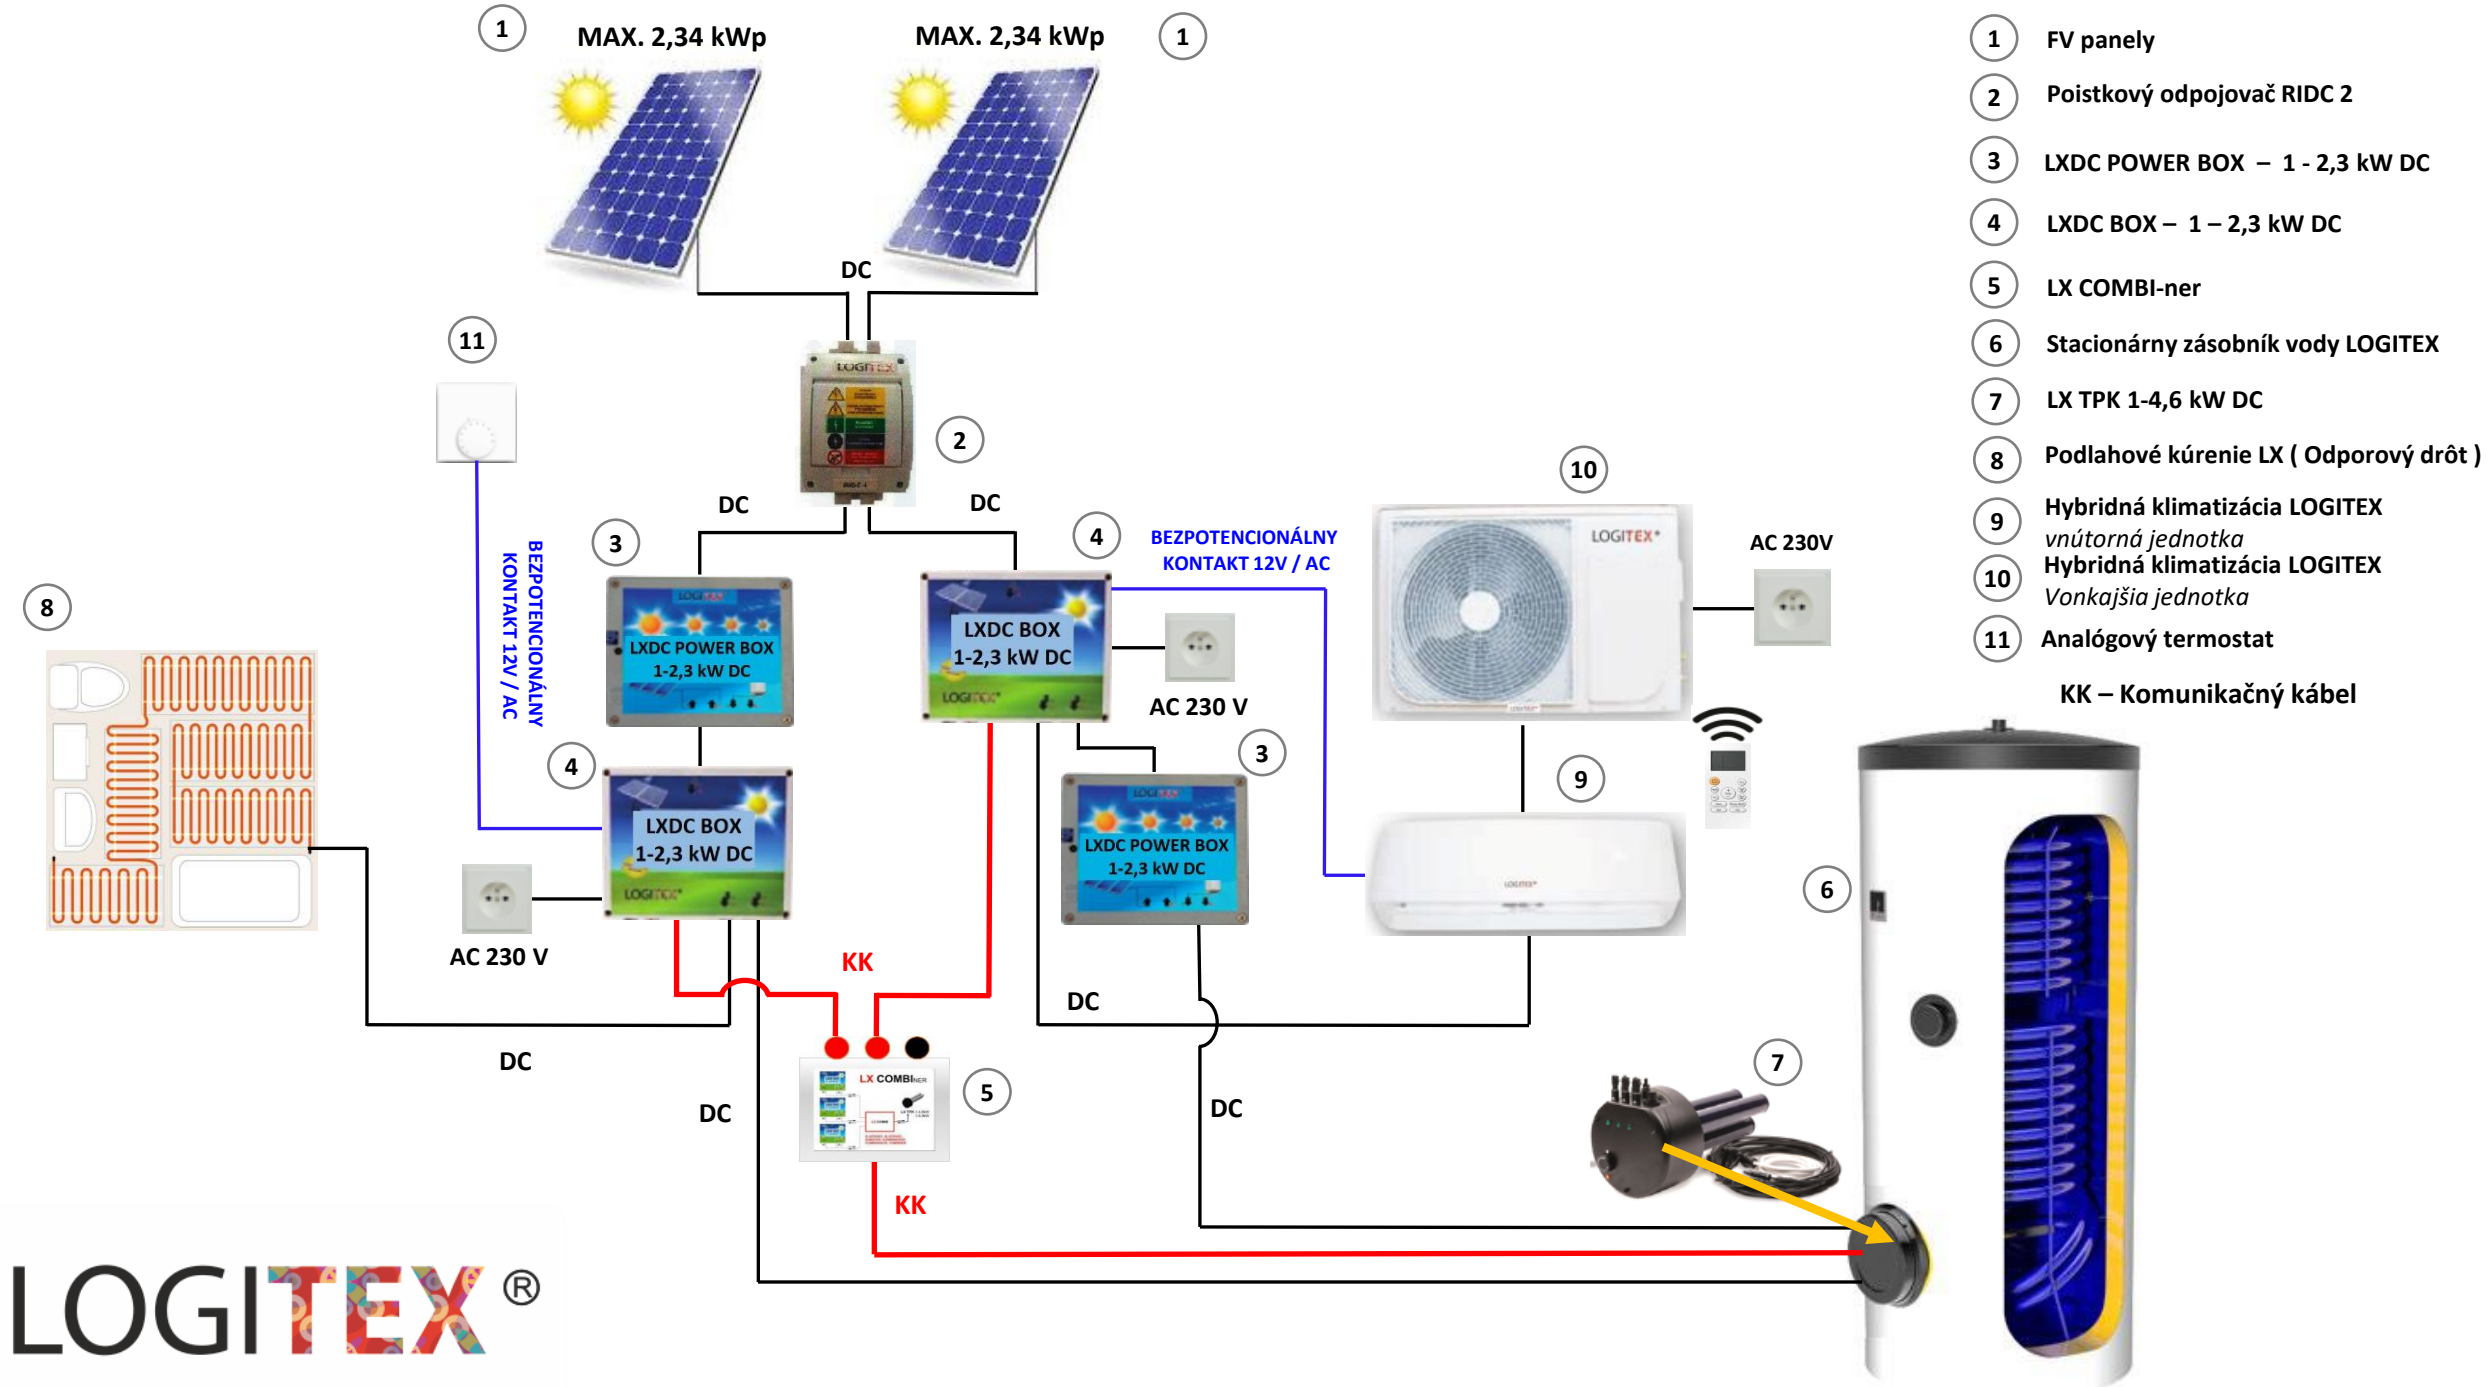 1
MAX. 2,34 kWp
MAX. 2,34 kWp
1
DC
11
LOGITEX
2
DC
DC
3
4
BEZPOTENCIONÁLNY
KONTAKT 12V / AC
BEZPOTENCIONÁLNY
KONTAKT 12V / AC
10
LOGITEX®
AC 230V
8
LOGITEX
LXDC POWER BOX
1-2,3 kW DC
LXDC BOX
1-2,3 kW DC
LOGITEX®
AC 230 V
4
3
9
LXDC BOX
1-2,3 kW DC
LOGITEX®
AC 230 V
LOGITEX
LXDC POWER BOX
1-2,3 kW DC
LOGITEX®
6
KK
DC
DC
DC
DC
LX COMBINER
5
7
KK
LOGITEX®
1 FV panely
2 Poistkový odpojovač RIDC 2
3 LXDC POWER BOX – 1 - 2,3 kW DC
4 LXDC BOX – 1 – 2,3 kW DC
5 LX COMBI-ner
6 Stacionárny zásobník vody LOGITEX
7 LX TPK 1-4,6 kW DC
8 Podlahové kúrenie LX ( Odporový drôt )
9 Hybridná klimatizácia LOGITEX
vnútorná jednotka
10 Hybridná klimatizácia LOGITEX
Vonkajšia jednotka
11 Analógový termostat
KK – Komunikačný kábel